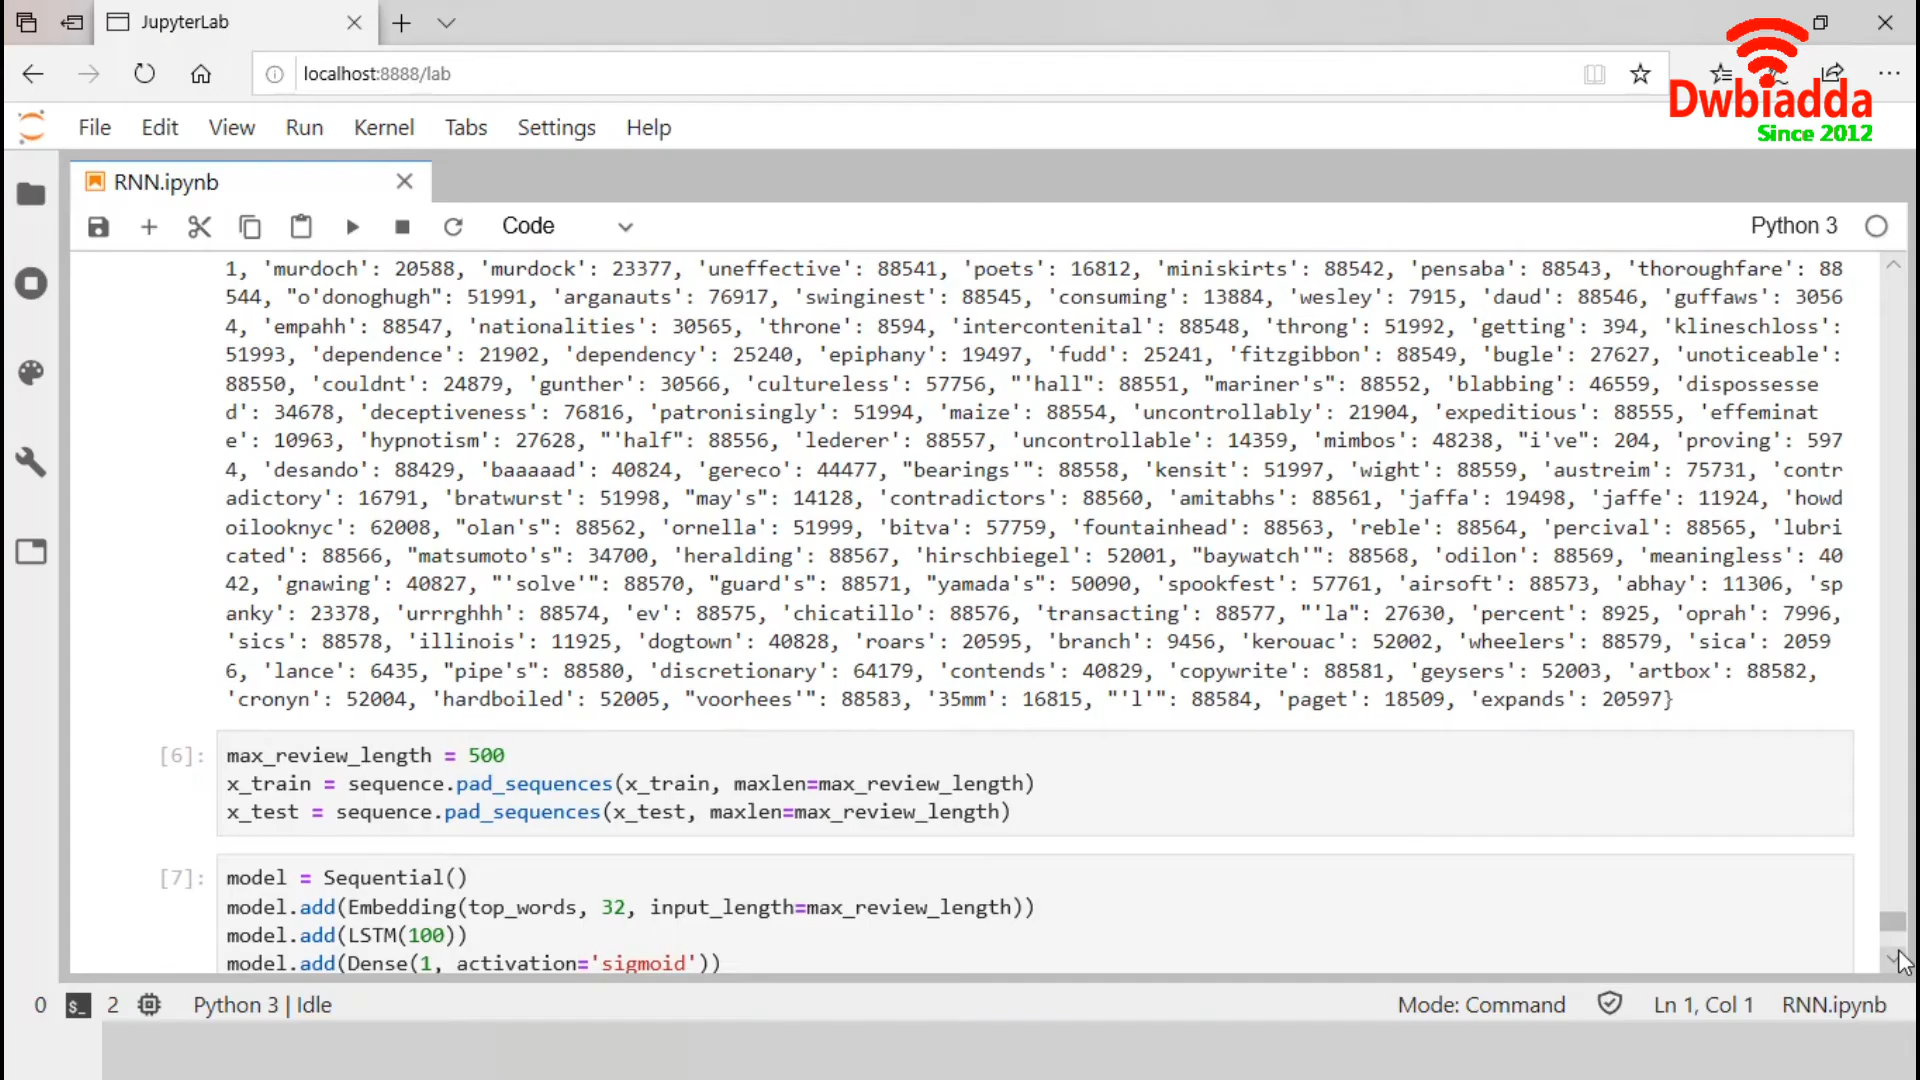 JupyterLab
localhost:8888/lab
Dwbiadda
Since 2012
File Edit View Run Kernel Tabs Settings Help
RNN.ipynb
Code
Python 3
1, 'murdoch': 20588, 'murdock': 23377, 'uneffective': 88541, 'poets': 16812, 'miniskirts': 88542, 'pensaba': 88543, 'thoroughfare': 88
544, "o'donoghugh": 51991, 'arganauts': 76917, 'swinginest': 88545, 'consuming': 13884, 'wesley': 7915, 'daud': 88546, 'guffaws': 3056
4, 'empahh': 88547, 'nationalities': 30565, 'throne': 8594, 'intercontenital': 88548, 'throng': 51992, 'getting': 394, 'klineschloss':
51993, 'dependence': 21902, 'dependency': 25240, 'epiphany': 19497, 'fudd': 25241, 'fitzgibbon': 88549, 'bugle': 27627, 'unoticeable':
88550, 'couldnt': 24879, 'gunther': 30566, 'cultureless': 57756, "'hall": 88551, "mariner's": 88552, 'blabbing': 46559, 'dispossesse
d': 34678, 'deceptiveness': 76816, 'patronisingly': 51994, 'maize': 88554, 'uncontrollably': 21904, 'expeditious': 88555, 'effeminat
e': 10963, 'hypnotism': 27628, "'half": 88556, 'lederer': 88557, 'uncontrollable': 14359, 'mimbos': 48238, "i've": 204, 'proving': 597
4, 'desando': 88429, 'baaaaad': 40824, 'gereco': 44477, "bearings'": 88558, 'kensit': 51997, 'wight': 88559, 'austreim': 75731, 'contr
adictory': 16791, 'bratwurst': 51998, "may's": 14128, 'contradictors': 88560, 'amitabhs': 88561, 'jaffa': 19498, 'jaffe': 11924, 'howd
oilooknyc': 62008, "olan's": 88562, 'ornella': 51999, 'bitva': 57759, 'fountainhead': 88563, 'reble': 88564, 'percival': 88565, 'lubri
cated': 88566, "matsumoto's": 34700, 'heralding': 88567, 'hirschbiegel': 52001, "baywatch'": 88568, 'odilon': 88569, 'meaningless': 40
42, 'gnawing': 40827, "'solve'": 88570, "guard's": 88571, "yamada's": 50090, 'spookfest': 57761, 'airsoft': 88573, 'abhay': 11306, 'sp
anky': 23378, 'urrrghhh': 88574, 'ev': 88575, 'chicatillo': 88576, 'transacting': 88577, "'la": 27630, 'percent': 8925, 'oprah': 7996,
'sics': 88578, 'illinois': 11925, 'dogtown': 40828, 'roars': 20595, 'branch': 9456, 'kerouac': 52002, 'wheelers': 88579, 'sica': 2059
6, 'lance': 6435, "pipe's": 88580, 'discretionary': 64179, 'contends': 40829, 'copywrite': 88581, 'geysers': 52003, 'artbox': 88582,
'cronyn': 52004, 'hardboiled': 52005, "voorhees'": 88583, '35mm': 16815, "'l'": 88584, 'paget': 18509, 'expands': 20597}
[6]: max_review_length = 500
x_train = sequence.pad_sequences(x_train, maxlen=max_review_length)
x_test = sequence.pad_sequences(x_test, maxlen=max_review_length)
[7]: model = Sequential()
model.add(Embedding(top_words, 32, input_length=max_review_length))
model.add(LSTM(100))
model.add(Dense(1, activation='sigmoid'))
0 $_ 2 Python 3 | Idle Mode: Command Ln 1, Col 1 RNN.ipynb